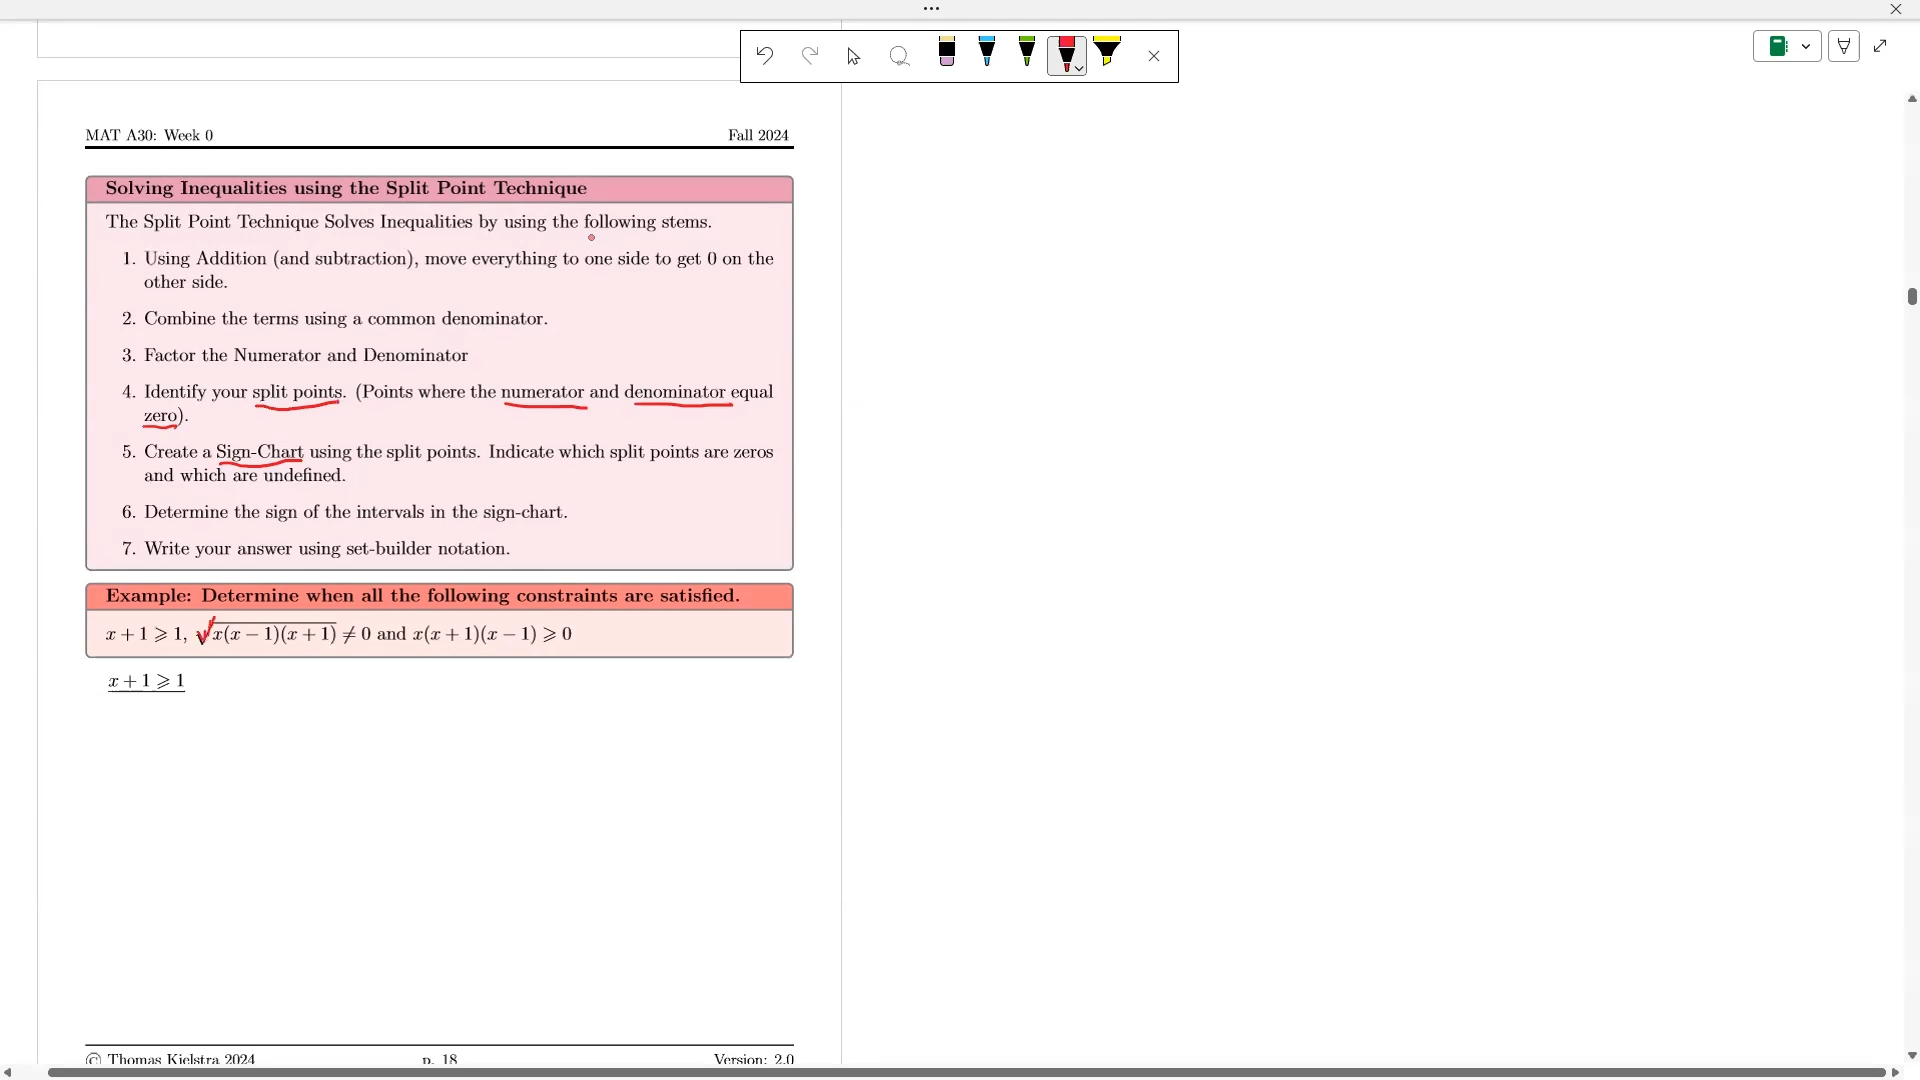 MAT A30: Week 0 Fall 2024
Solving Inequalities using the Split Point Technique
The Split Point Technique Solves Inequalities by using the following stems.
1. Using Addition (and subtraction), move everything to one side to get 0 on the
other side.
2. Combine the terms using a common denominator.
3. Factor the Numerator and Denominator
4. Identify your split points. (Points where the numerator and denominator equal
zero).
5. Create a Sign-Chart using the split points. Indicate which split points are zeros
and which are undefined.
6. Determine the sign of the intervals in the sign-chart.
7. Write your answer using set-builder notation.
Example: Determine when all the following constraints are satisfied.
x + 1 ⩾ 1, √x(x − 1)(x + 1) ≠ 0 and x(x + 1)(x − 1) ⩾ 0
x + 1 ⩾ 1
© Thomas Kielstra 2024 p. 18 Version: 2.0